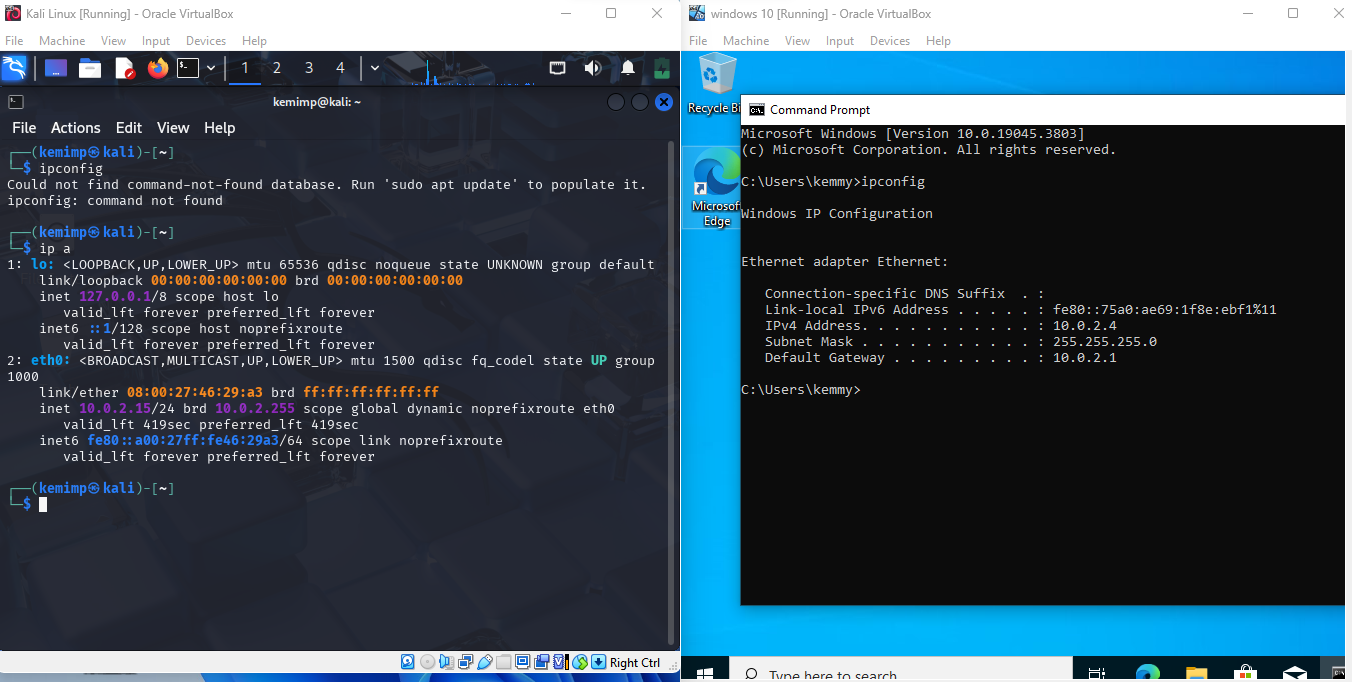 Kali Linux [Running] - Oracle VirtualBox
File Machine View Input Devices Help
1 2 3 4
kemimp@kali: ~
File Actions Edit View Help
┌──(kemimp㉿kali)-[~]
└─$ ipconfig
Could not find command-not-found database. Run 'sudo apt update' to populate it.
ipconfig: command not found
┌──(kemimp㉿kali)-[~]
└─$ ip a
1: lo: <LOOPBACK,UP,LOWER_UP> mtu 65536 qdisc noqueue state UNKNOWN group default
link/loopback 00:00:00:00:00:00 brd 00:00:00:00:00:00
inet 127.0.0.1/8 scope host lo
valid_lft forever preferred_lft forever
inet6 ::1/128 scope host noprefixroute
valid_lft forever preferred_lft forever
2: eth0: <BROADCAST,MULTICAST,UP,LOWER_UP> mtu 1500 qdisc fq_codel state UP group
1000
link/ether 08:00:27:46:29:a3 brd ff:ff:ff:ff:ff:ff
inet 10.0.2.15/24 brd 10.0.2.255 scope global dynamic noprefixroute eth0
valid_lft 419sec preferred_lft 419sec
inet6 fe80::a00:27ff:fe46:29a3/64 scope link noprefixroute
valid_lft forever preferred_lft forever
┌──(kemimp㉿kali)-[~]
└─$
Right Ctrl
windows 10 [Running] - Oracle VirtualBox
File Machine View Input Devices Help
Recycle Bi
Microsof
Edge
Command Prompt
Microsoft Windows [Version 10.0.19045.3803]
(c) Microsoft Corporation. All rights reserved.
C:\Users\kemmy>ipconfig
Windows IP Configuration
Ethernet adapter Ethernet:
Connection-specific DNS Suffix . :
Link-local IPv6 Address . . . . . : fe80::75a0:ae69:1f8e:ebf1%11
IPv4 Address. . . . . . . . . . . : 10.0.2.4
Subnet Mask . . . . . . . . . . . : 255.255.255.0
Default Gateway . . . . . . . . . : 10.0.2.1
C:\Users\kemmy>
Type here to search